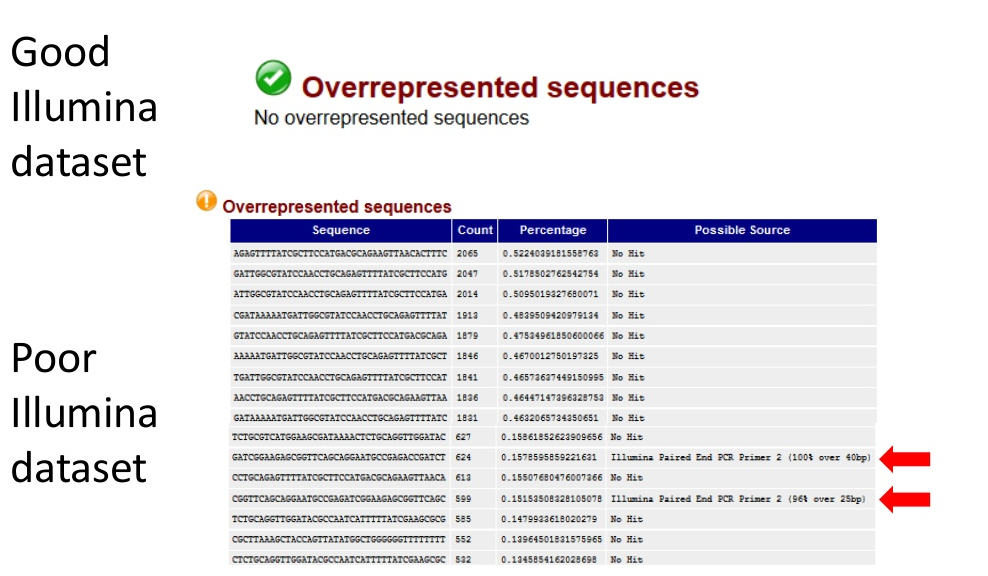 Good
Illumina
dataset
Overrepresented sequences
No overrepresented sequences
Overrepresented sequences
Sequence Count Percentage Possible Source
AGAGTTTTATCGCTTCCATGACGCAGAAGTTAACACTTTC 2065 0.5224039181558763 No Hit
GATTGGCGTATCCAACCTGCAGAGTTTTATCGCTTCCATG 2047 0.5178502762542754 No Hit
ATTGGCGTATCCAACCTGCAGAGTTTTATCGCTTCCATGA 2014 0.5095019327680071 No Hit
CGATAAAAATGATTGGCGTATCCAACCTGCAGAGTTTTAT 1913 0.4839509420979134 No Hit
GTATCCAACCTGCAGAGTTTTATCGCTTCCATGACGCAGA 1879 0.47534961850600066 No Hit
AAAAATGATTGGCGTATCCAACCTGCAGAGTTTTATCGCT 1846 0.4670012750197325 No Hit
TGATTGGCGTATCCAACCTGCAGAGTTTTATCGCTTCCAT 1841 0.46573637449150995 No Hit
AACCTGCAGAGTTTTATCGCTTCCATGACGCAGAAGTTAA 1836 0.46447147396328753 No Hit
GATAAAAATGATTGGCGTATCCAACCTGCAGAGTTTTATC 1831 0.4632065734350651 No Hit
TCTGCGTCATGGAAGCGATAAAACTCTGCAGGTTGGATAC 627 0.15861852623909656 No Hit
GATCGGAAGAGCGGTTCAGCAGGAATGCCGAGACCGATCT 624 0.1578595859221631 Illumina Paired End PCR Primer 2 (100% over 40bp)
CCTGCAGAGTTTTATCGCTTCCATGACGCAGAAGTTAACA 613 0.15507680476007366 No Hit
CGGTTCAGCAGGAATGCCGAGATCGGAAGAGCGGTTCAGC 599 0.15153508328105078 Illumina Paired End PCR Primer 2 (96% over 25bp)
TCTGCAGGTTGGATACGCCAATCATTTTTATCGAAGCGCG 585 0.1479933618020279 No Hit
CGCTTAAAGCTACCAGTTATATGGCTGGGGGGTTTTTTTT 552 0.13964501831575965 No Hit
CTCTGCAGGTTGGATACGCCAATCATTTTTATCGAAGCGC 532 0.1345854162028698 No Hit
Poor
Illumina
dataset